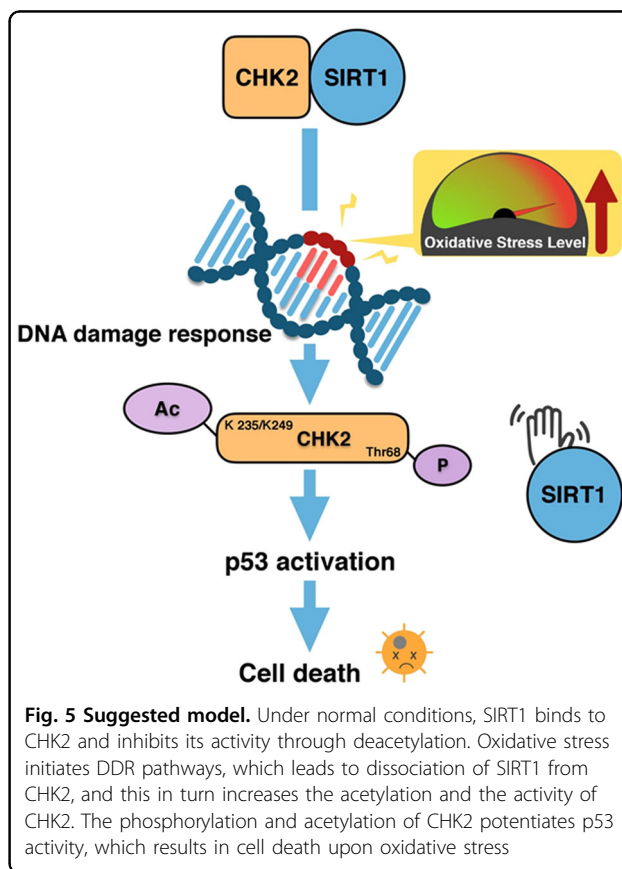 CHK2 SIRT1
Oxidative Stress Level
DNA damage response
Ac
K 235/K249
CHK2
Thr68
P
SIRT1
p53 activation
Cell death
x x
Fig. 5 Suggested model. Under normal conditions, SIRT1 binds to
CHK2 and inhibits its activity through deacetylation. Oxidative stress
initiates DDR pathways, which leads to dissociation of SIRT1 from
CHK2, and this in turn increases the acetylation and the activity of
CHK2. The phosphorylation and acetylation of CHK2 potentiates p53
activity, which results in cell death upon oxidative stress